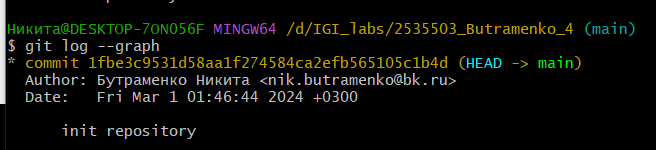 Никита@DESKTOP-7ONO56F MINGW64 /d/IGI_labs/2535503_Butramenko_4 (main)
$ git log --graph
* commit 1fbe3c9531d58aa1f274584ca2efb565105c1b4d (HEAD -> main)
Author: Бутраменко Никита <nik.butramenko@bk.ru>
Date: Fri Mar 1 01:46:44 2024 +0300
init repository